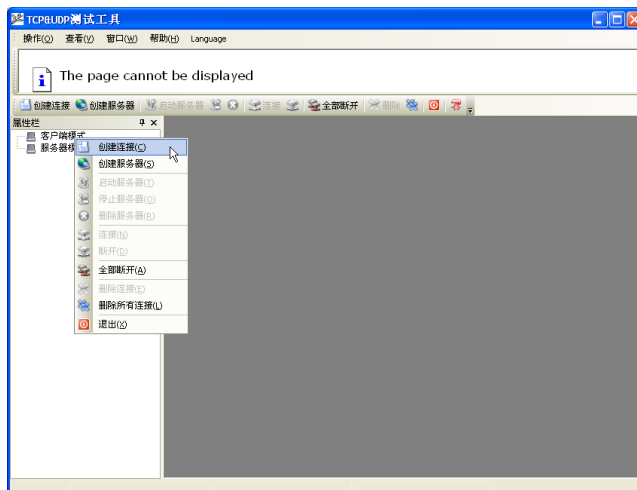 TCP&UDP测试工具
操作(O) 查看(V) 窗口(W) 帮助(H) Language
The page cannot be displayed
创建连接 创建服务器 启动服务器 连接 全部断开 删除
属性栏
客户端模式
服务器模
创建连接(C)
创建服务器(S)
启动服务器(T)
停止服务器(O)
删除服务器(R)
连接(N)
断开(D)
全部断开(A)
删除连接(E)
删除所有连接(L)
退出(X)